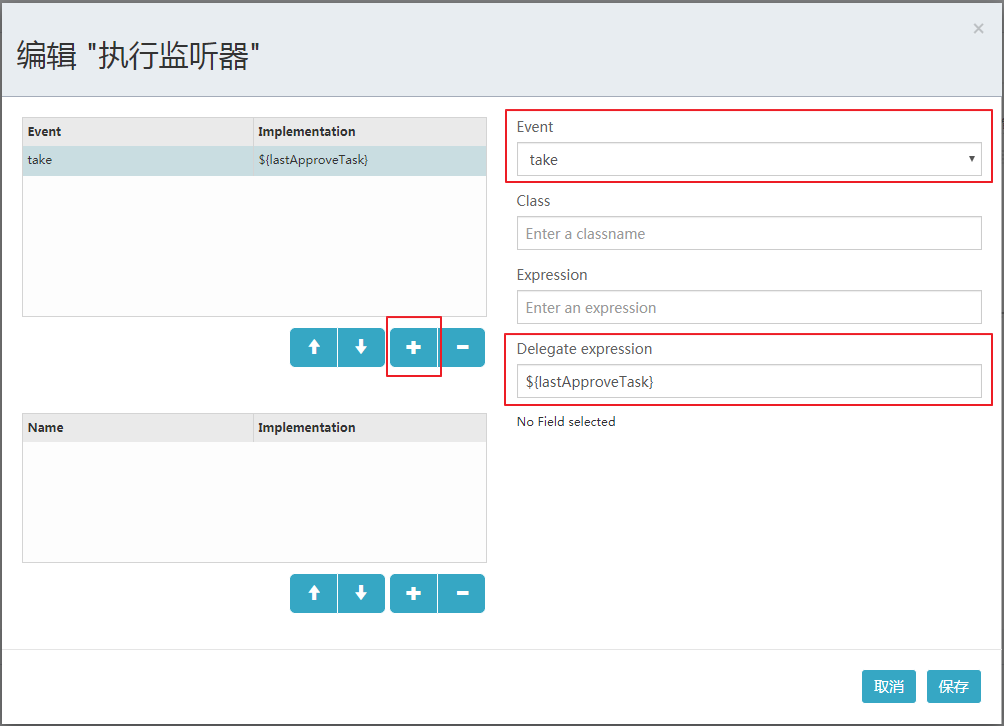 编辑 "执行监听器"
×
Event Implementation
take ${lastApproveTask}
Name Implementation
Event
take
Class
Enter a classname
Expression
Enter an expression
Delegate expression
${lastApproveTask}
No Field selected
取消 保存